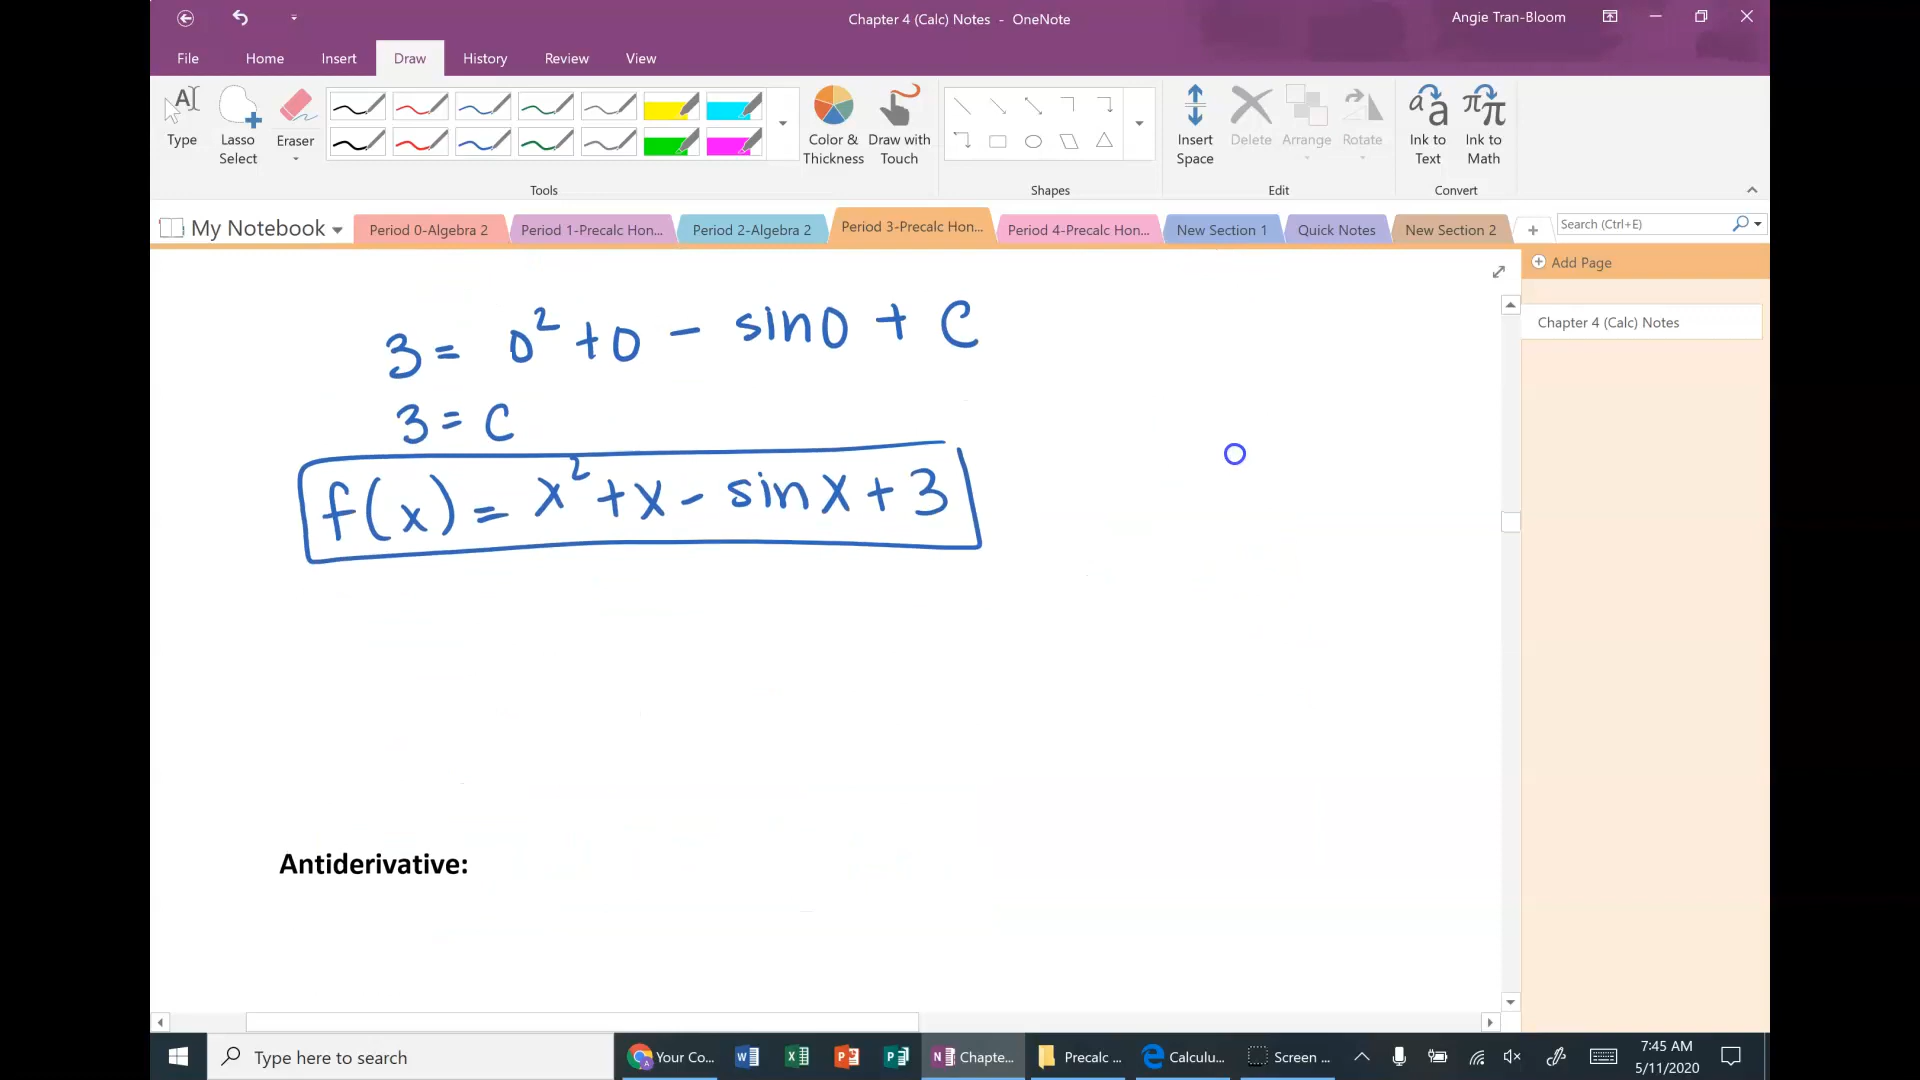 Chapter 4 (Calc) Notes - OneNote
Angie Tran-Bloom
File Home Insert Draw History Review View
Type
Lasso Select
Eraser
Color & Thickness
Draw with Touch
Insert Space
Delete
Arrange
Rotate
Ink to Text
Ink to Math
Tools
Shapes
Edit
Convert
My Notebook
Period 0-Algebra 2
Period 1-Precalc Hon...
Period 2-Algebra 2
Period 3-Precalc Hon...
Period 4-Precalc Hon...
New Section 1
Quick Notes
New Section 2
Search (Ctrl+E)
Add Page
Chapter 4 (Calc) Notes
3 = 0² + 0 - sin0 + C
3 = C
f(x) = x² + x - sinx + 3
Antiderivative:
Type here to search
Your Co...
Chapte...
Precalc ...
Calculu...
Screen ...
7:45 AM
5/11/2020